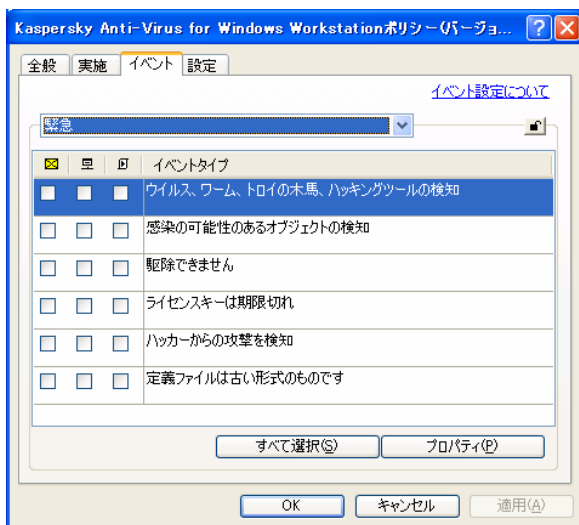 Kaspersky Anti-Virus for Windows Workstationポリシー(バージョ...
全般 実施 イベント 設定
イベント設定について
緊急
イベントタイプ
ウイルス、ワーム、トロイの木馬、ハッキングツールの検知
感染の可能性のあるオブジェクトの検知
駆除できません
ライセンスキーは期限切れ
ハッカーからの攻撃を検知
定義ファイルは古い形式のものです
すべて選択(S) プロパティ(P)
OK キャンセル 適用(A)